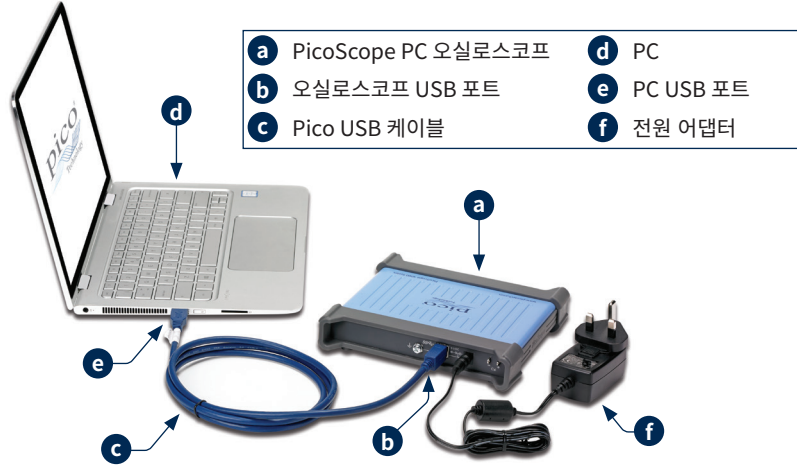 a PicoScope PC 오실로스코프
b 오실로스코프 USB 포트
c Pico USB 케이블
d PC
e PC USB 포트
f 전원 어댑터
d
pico
Technology
a
pico
e
c
b
f